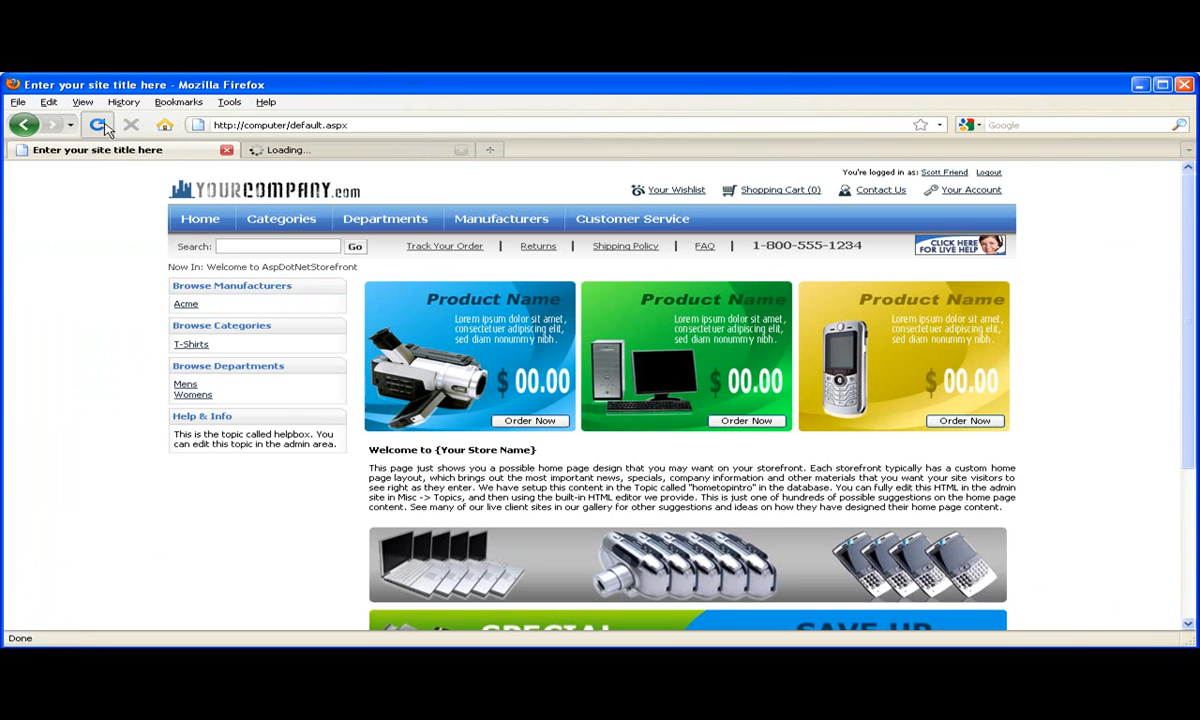 Enter your site title here - Mozilla Firefox
File Edit View History Bookmarks Tools Help
http://computer/default.aspx
Google
Enter your site title here
Loading...
You're logged in as: Scott Friend Logout
YOURCOMPANY.com
Your Wishlist Shopping Cart (0) Contact Us Your Account
Home Categories Departments Manufacturers Customer Service
Search: Go Track Your Order | Returns | Shipping Policy | FAQ | 1-800-555-1234
CLICK HERE
FOR LIVE HELP
Now In: Welcome to AspDotNetStorefront
Browse Manufacturers
Acme
Browse Categories
T-Shirts
Browse Departments
Mens
Womens
Help & Info
This is the topic called helpbox. You
can edit this topic in the admin area.
Product Name
Lorem ipsum dolor sit amet,
consectetuer adipiscing elit,
sed diam nonummy nibh.
$ 00.00
Order Now
Product Name
Lorem ipsum dolor sit amet,
consectetuer adipiscing elit,
sed diam nonummy nibh.
$ 00.00
Order Now
Product Name
Lorem ipsum dolor sit amet,
consectetuer adipiscing elit,
sed diam nonummy nibh.
$ 00.00
Order Now
Welcome to {Your Store Name}
This page just shows you a possible home page design that you may want on your storefront. Each storefront typically has a custom home
page layout, which brings out the most important news, specials, company information and other materials that you want your site visitors to
see right as they enter. We have setup this content in the Topic called "hometopintro" in the database. You can fully edit this HTML in the admin
site in Misc -> Topics, and then using the built-in HTML editor we provide. This is just one of hundreds of possible suggestions on the home page
content. See many of our live client sites in our gallery for other suggestions and ideas on how they have designed their home page content.
SPECIAL
SAVE UP
Done